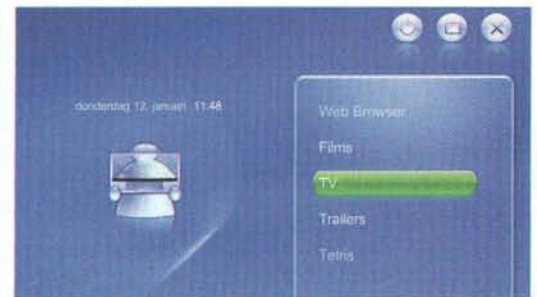 donderdag 12. januari 11:48
Web Browser
Films
TV
Trailers
Tetris